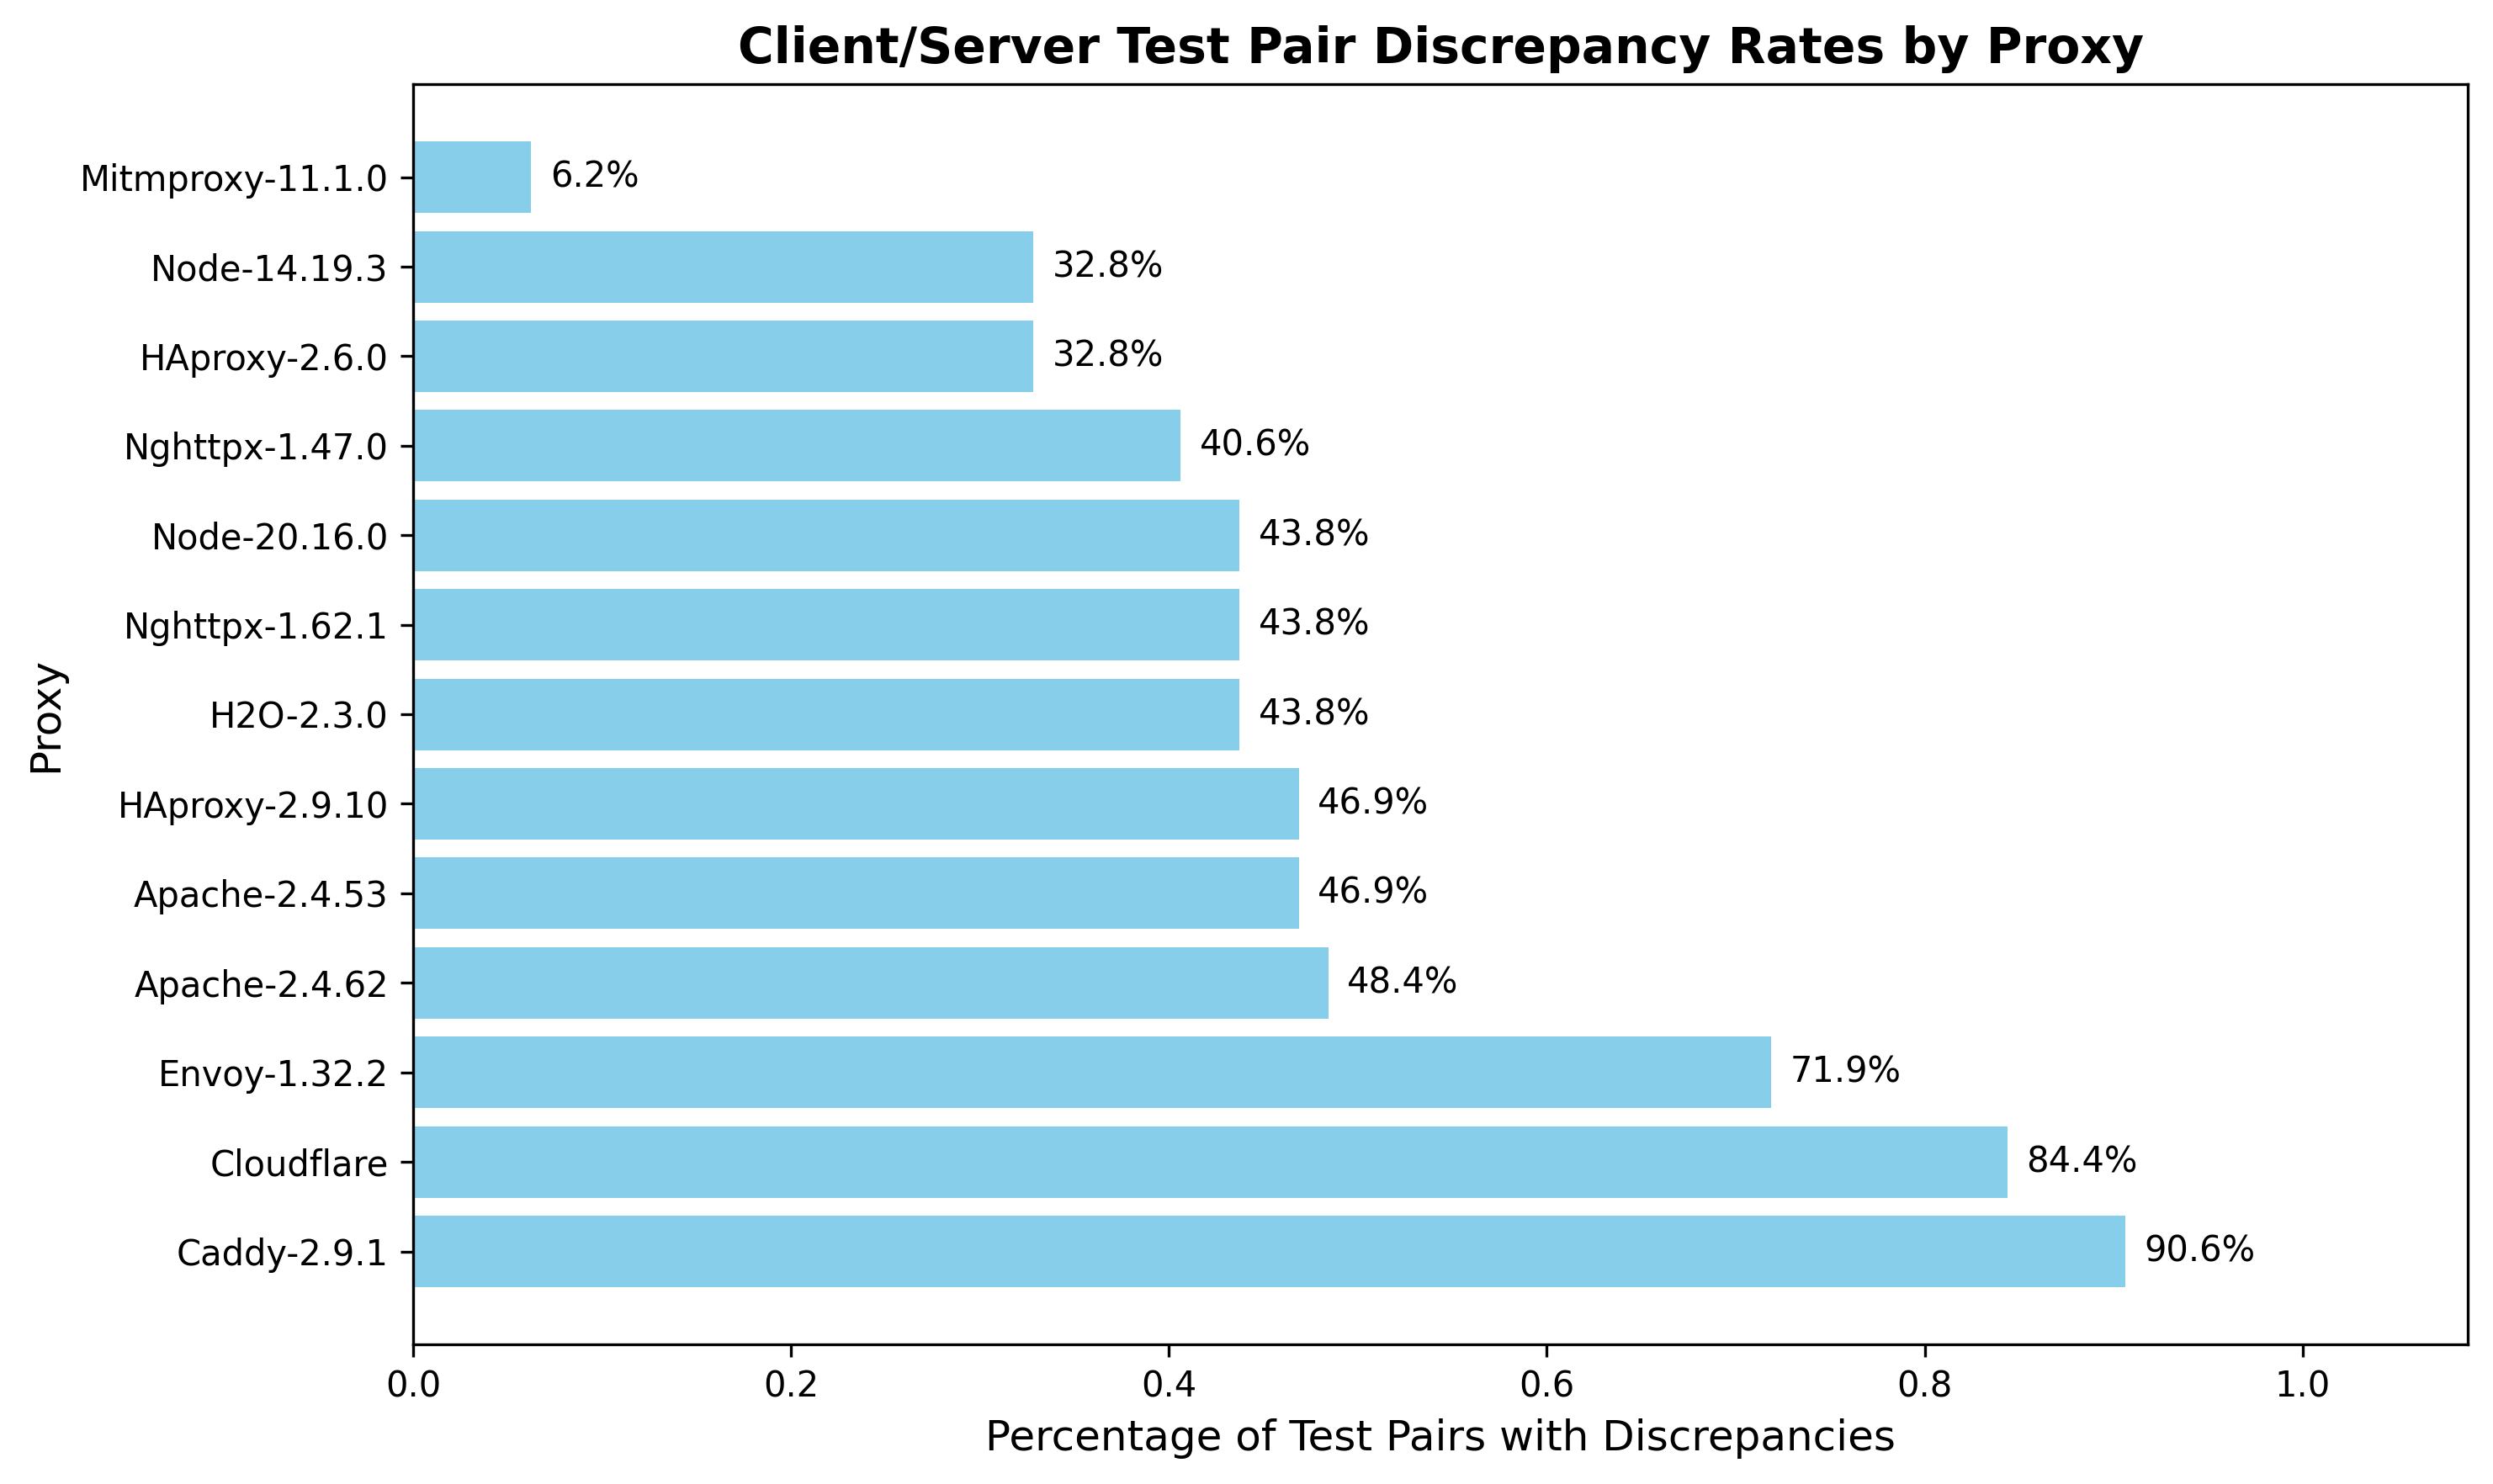 Client/Server Test Pair Discrepancy Rates by Proxy
Mitmproxy-11.1.0 6.2%
Node-14.19.3 32.8%
HAproxy-2.6.0 32.8%
Nghttpx-1.47.0 40.6%
Node-20.16.0 43.8%
Nghttpx-1.62.1 43.8%
H2O-2.3.0 43.8%
HAproxy-2.9.10 46.9%
Apache-2.4.53 46.9%
Apache-2.4.62 48.4%
Envoy-1.32.2 71.9%
Cloudflare 84.4%
Caddy-2.9.1 90.6%
Proxy
0.0 0.2 0.4 0.6 0.8 1.0
Percentage of Test Pairs with Discrepancies